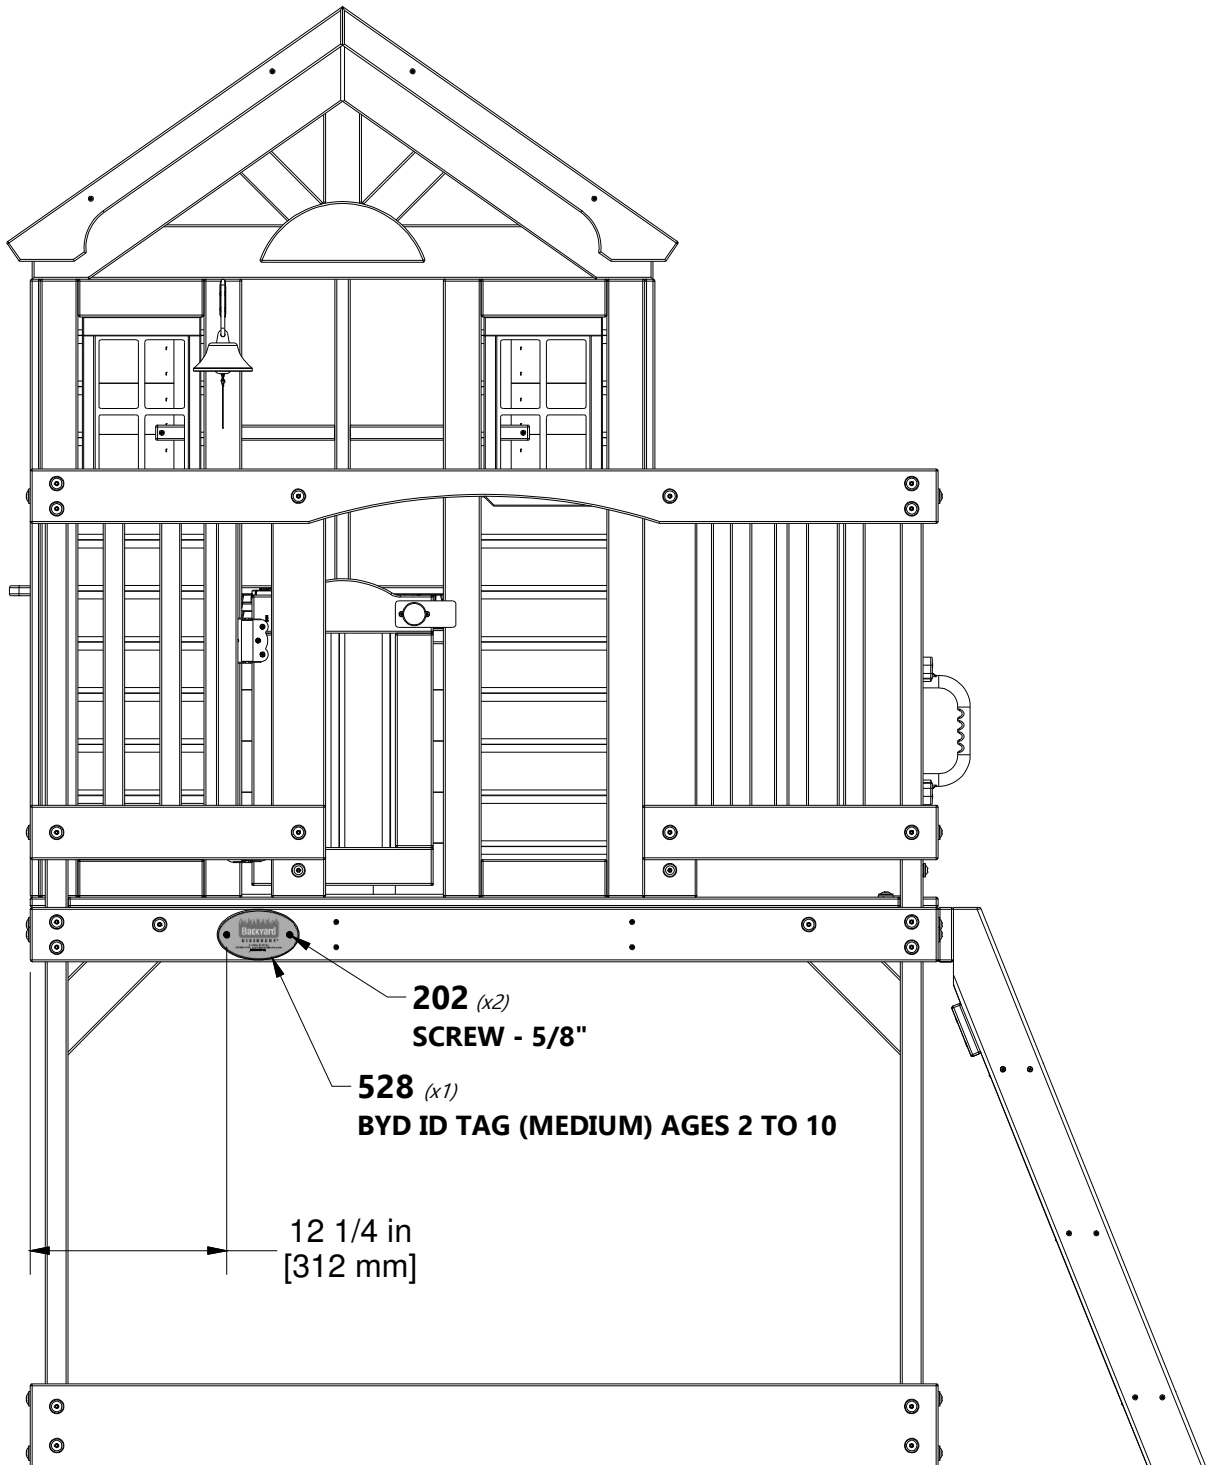 Backyard
DISCOVERY
202 (x2)
SCREW - 5/8"
528 (x1)
BYD ID TAG (MEDIUM) AGES 2 TO 10
12 1/4 in
[312 mm]